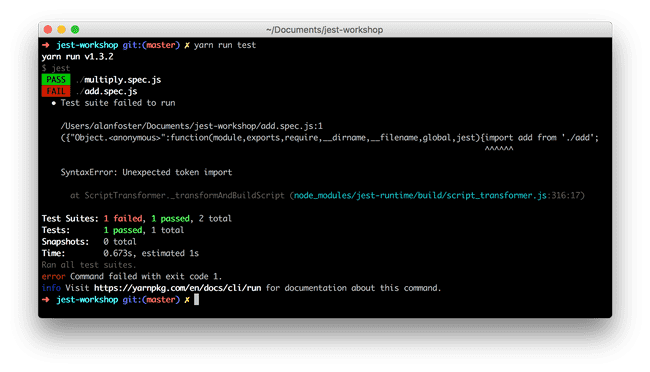 ~/Documents/jest-workshop
➜ jest-workshop git:(master) ✗ yarn run test
yarn run v1.3.2
$ jest
PASS ./multiply.spec.js
FAIL ./add.spec.js
● Test suite failed to run
/Users/alanfoster/Documents/jest-workshop/add.spec.js:1
({"Object.<anonymous>":function(module,exports,require,__dirname,__filename,global,jest){import add from './add';
^^^^^^
SyntaxError: Unexpected token import
at ScriptTransformer._transformAndBuildScript (node_modules/jest-runtime/build/script_transformer.js:316:17)
Test Suites: 1 failed, 1 passed, 2 total
Tests: 1 passed, 1 total
Snapshots: 0 total
Time: 0.673s, estimated 1s
Ran all test suites.
error Command failed with exit code 1.
info Visit https://yarnpkg.com/en/docs/cli/run for documentation about this command.
➜ jest-workshop git:(master) ✗